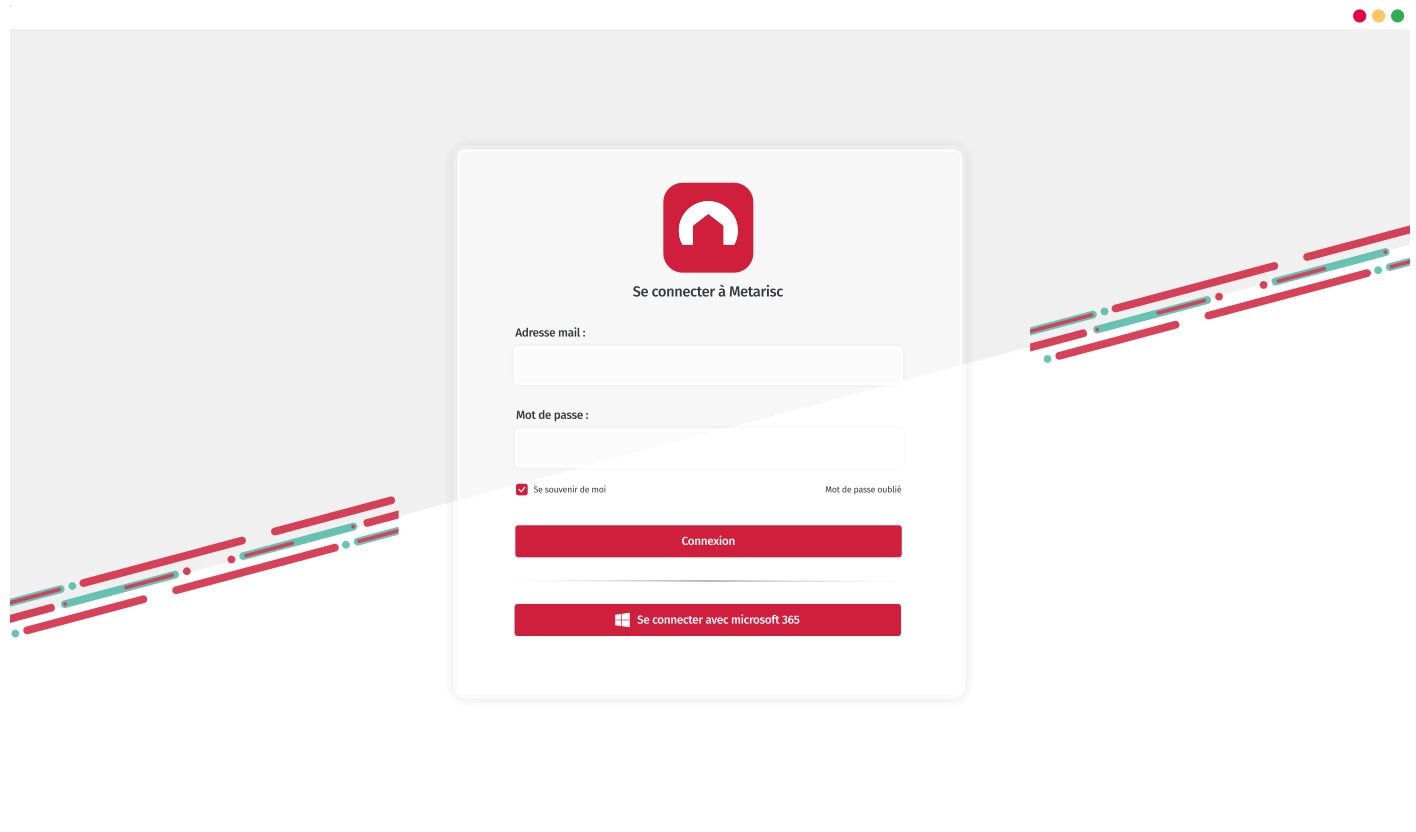 Se connecter à Metarisc
Adresse mail :
Mot de passe :
Se souvenir de moi
Mot de passe oublié
Connexion
Se connecter avec microsoft 365